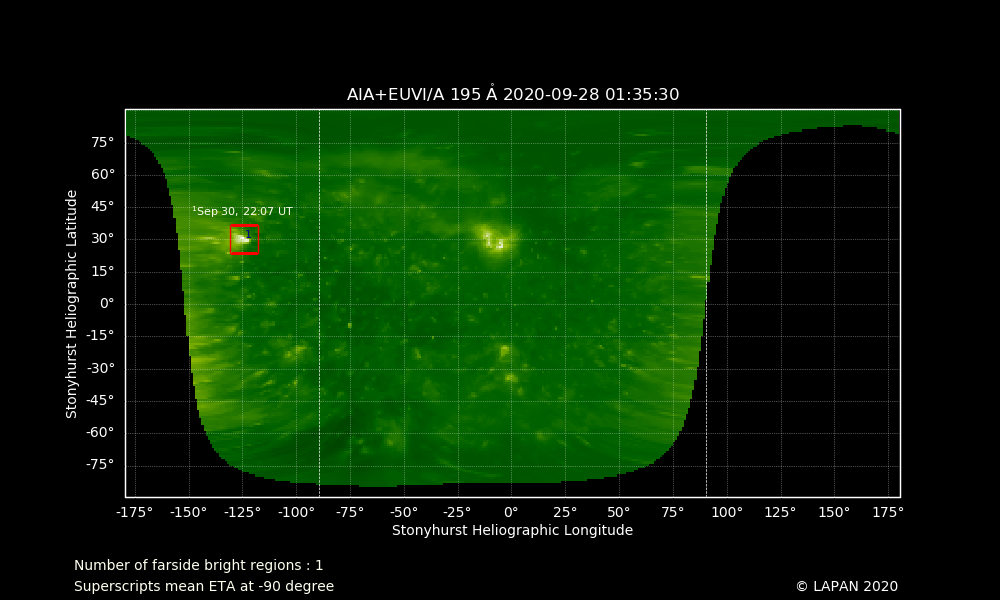 AIA+EUVI/A 195 Å 2020-09-28 01:35:30
Stonyhurst Heliographic Latitude
75°
60°
45°
30°
15°
0°
-15°
-30°
-45°
-60°
-75°
¹Sep 30, 22:07 UT
1
-175° -150° -125° -100° -75° -50° -25° 0° 25° 50° 75° 100° 125° 150° 175°
Stonyhurst Heliographic Longitude
Number of farside bright regions : 1
Superscripts mean ETA at -90 degree
© LAPAN 2020